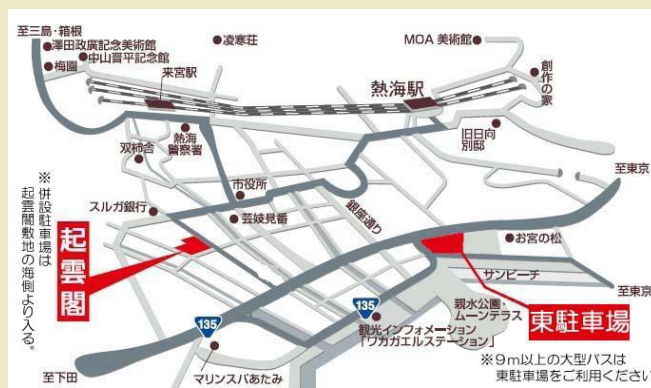 至三島・箱根
澤田政廣記念美術館
中山晋平記念館
梅園
凌寒荘
MOA 美術館
来宮駅
熱海駅
創作の家
双柿舎
熱海
警察署
旧日向
別邸
至東京
市役所
スルガ銀行
芸妓見番
銀座通り
※併設駐車場は
起雲閣敷地の海側より入る。
起雲閣
お宮の松
サンビーチ
至東京
135
135
親水公園・
ムーンテラス
東駐車場
観光インフォメーション
「ワカガエルステーション」
マリンスパあたみ
至下田
※9m以上の大型バスは
東駐車場をご利用ください